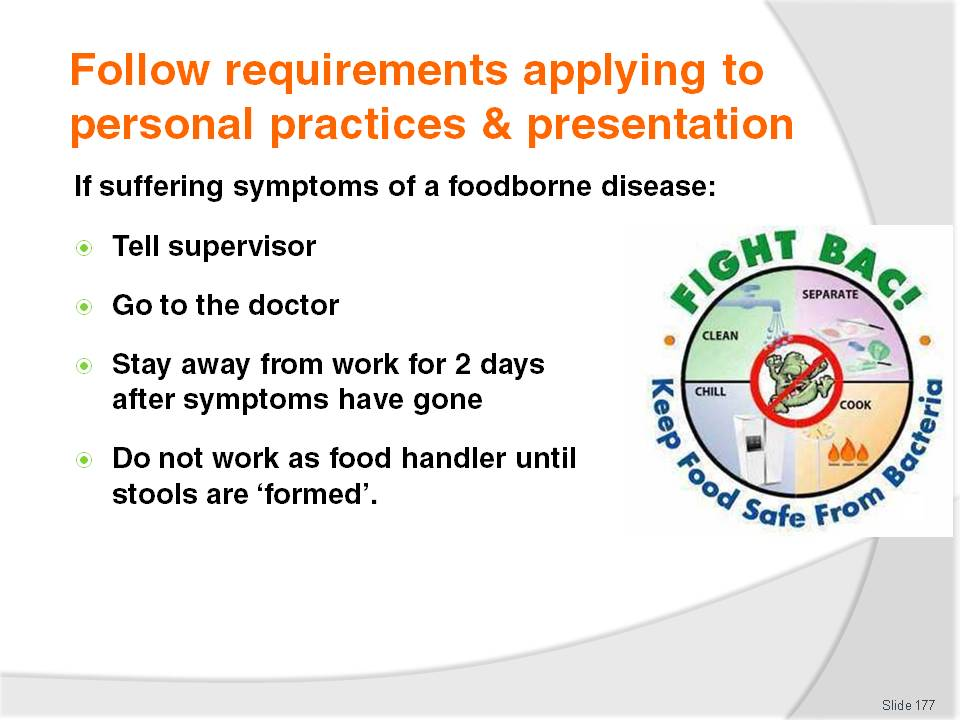 Follow requirements applying to
personal practices & presentation
If suffering symptoms of a foodborne disease:
Tell supervisor
Go to the doctor
Stay away from work for 2 days
after symptoms have gone
Do not work as food handler until
stools are ‘formed’.
FIGHT BAC!
SEPARATE
CLEAN
CHILL
COOK
Keep Food Safe From Bacteria
Slide 177